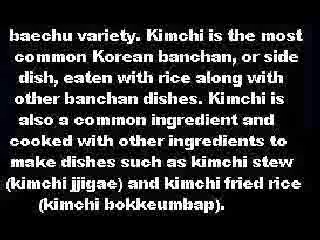 baechu variety. Kimchi is the most
common Korean banchan, or side
dish, eaten with rice along with
other banchan dishes. Kimchi is
also a common ingredient and
cooked with other ingredients to
make dishes such as kimchi stew
(kimchi jjigae) and kimchi fried rice
(kimchi bokkeumbap).